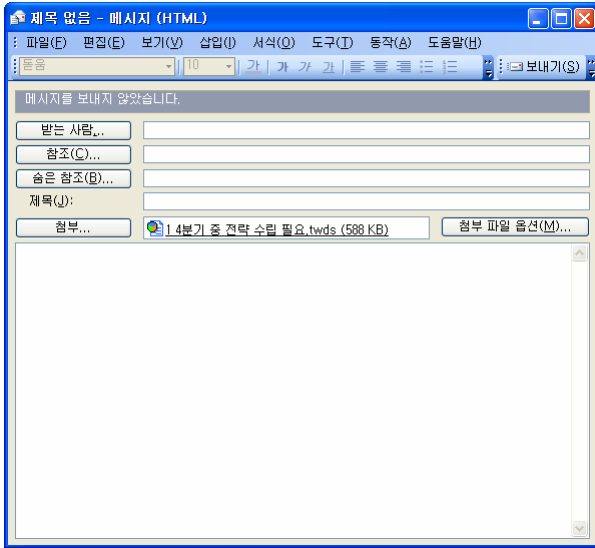 제목 없음 - 메시지 (HTML)
파일(F) 편집(E) 보기(V) 삽입(I) 서식(O) 도구(T) 동작(A) 도움말(H)
돋움 10 가 가 가 가 보내기(S)
메시지를 보내지 않았습니다.
받는 사람...
참조(C)...
숨은 참조(B)...
제목(J):
첨부... 1 4분기 중 전략 수립 필요.twds (588 KB) 첨부 파일 옵션(M)...